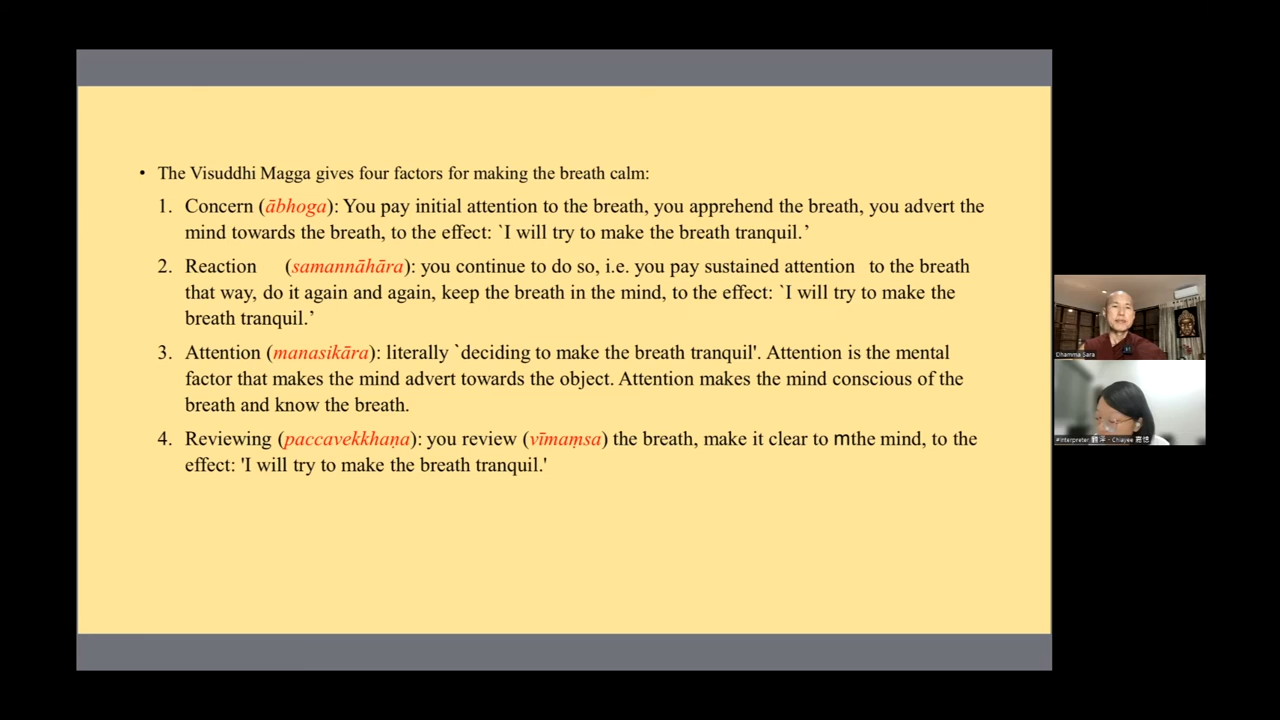 • The Visuddhi Magga gives four factors for making the breath calm:
1. Concern (ābhoga): You pay initial attention to the breath, you apprehend the breath, you advert the
mind towards the breath, to the effect: `I will try to make the breath tranquil.’
2. Reaction (samannāhāra): you continue to do so, i.e. you pay sustained attention to the breath
that way, do it again and again, keep the breath in the mind, to the effect: `I will try to make the
breath tranquil.’
3. Attention (manasikāra): literally `deciding to make the breath tranquil'. Attention is the mental
factor that makes the mind advert towards the object. Attention makes the mind conscious of the
breath and know the breath.
4. Reviewing (paccavekkhaṇa): you review (vīmaṃsa) the breath, make it clear to mthe mind, to the
effect: 'I will try to make the breath tranquil.'
Dhamma Sara
#interpreter - Chiayee